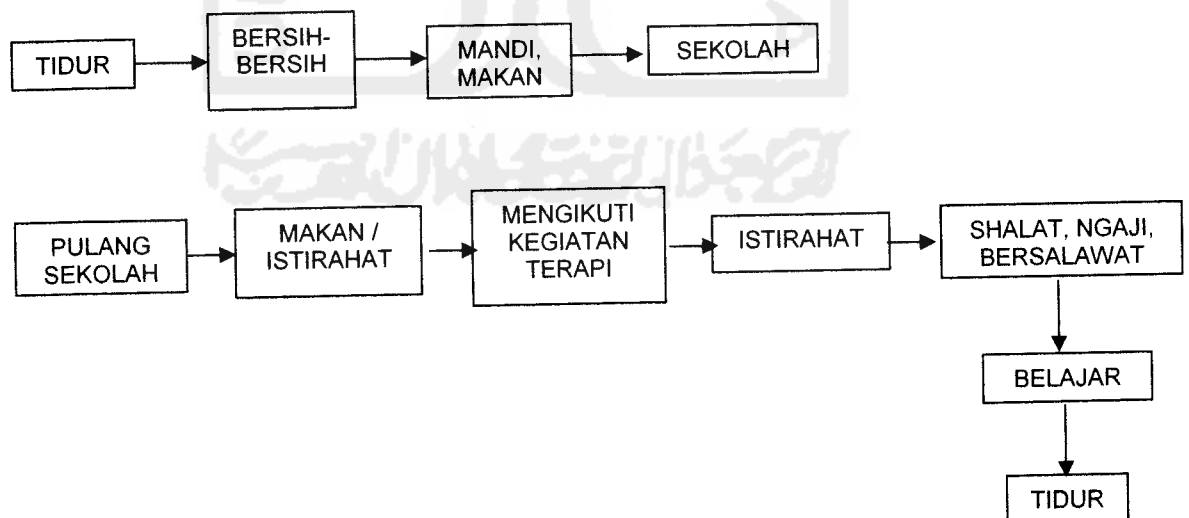 TIDUR
BERSIH-
BERSIH
MANDI,
MAKAN
SEKOLAH
PULANG
SEKOLAH
MAKAN /
ISTIRAHAT
MENGIKUTI
KEGIATAN
TERAPI
ISTIRAHAT
SHALAT, NGAJI,
BERSALAWAT
BELAJAR
TIDUR